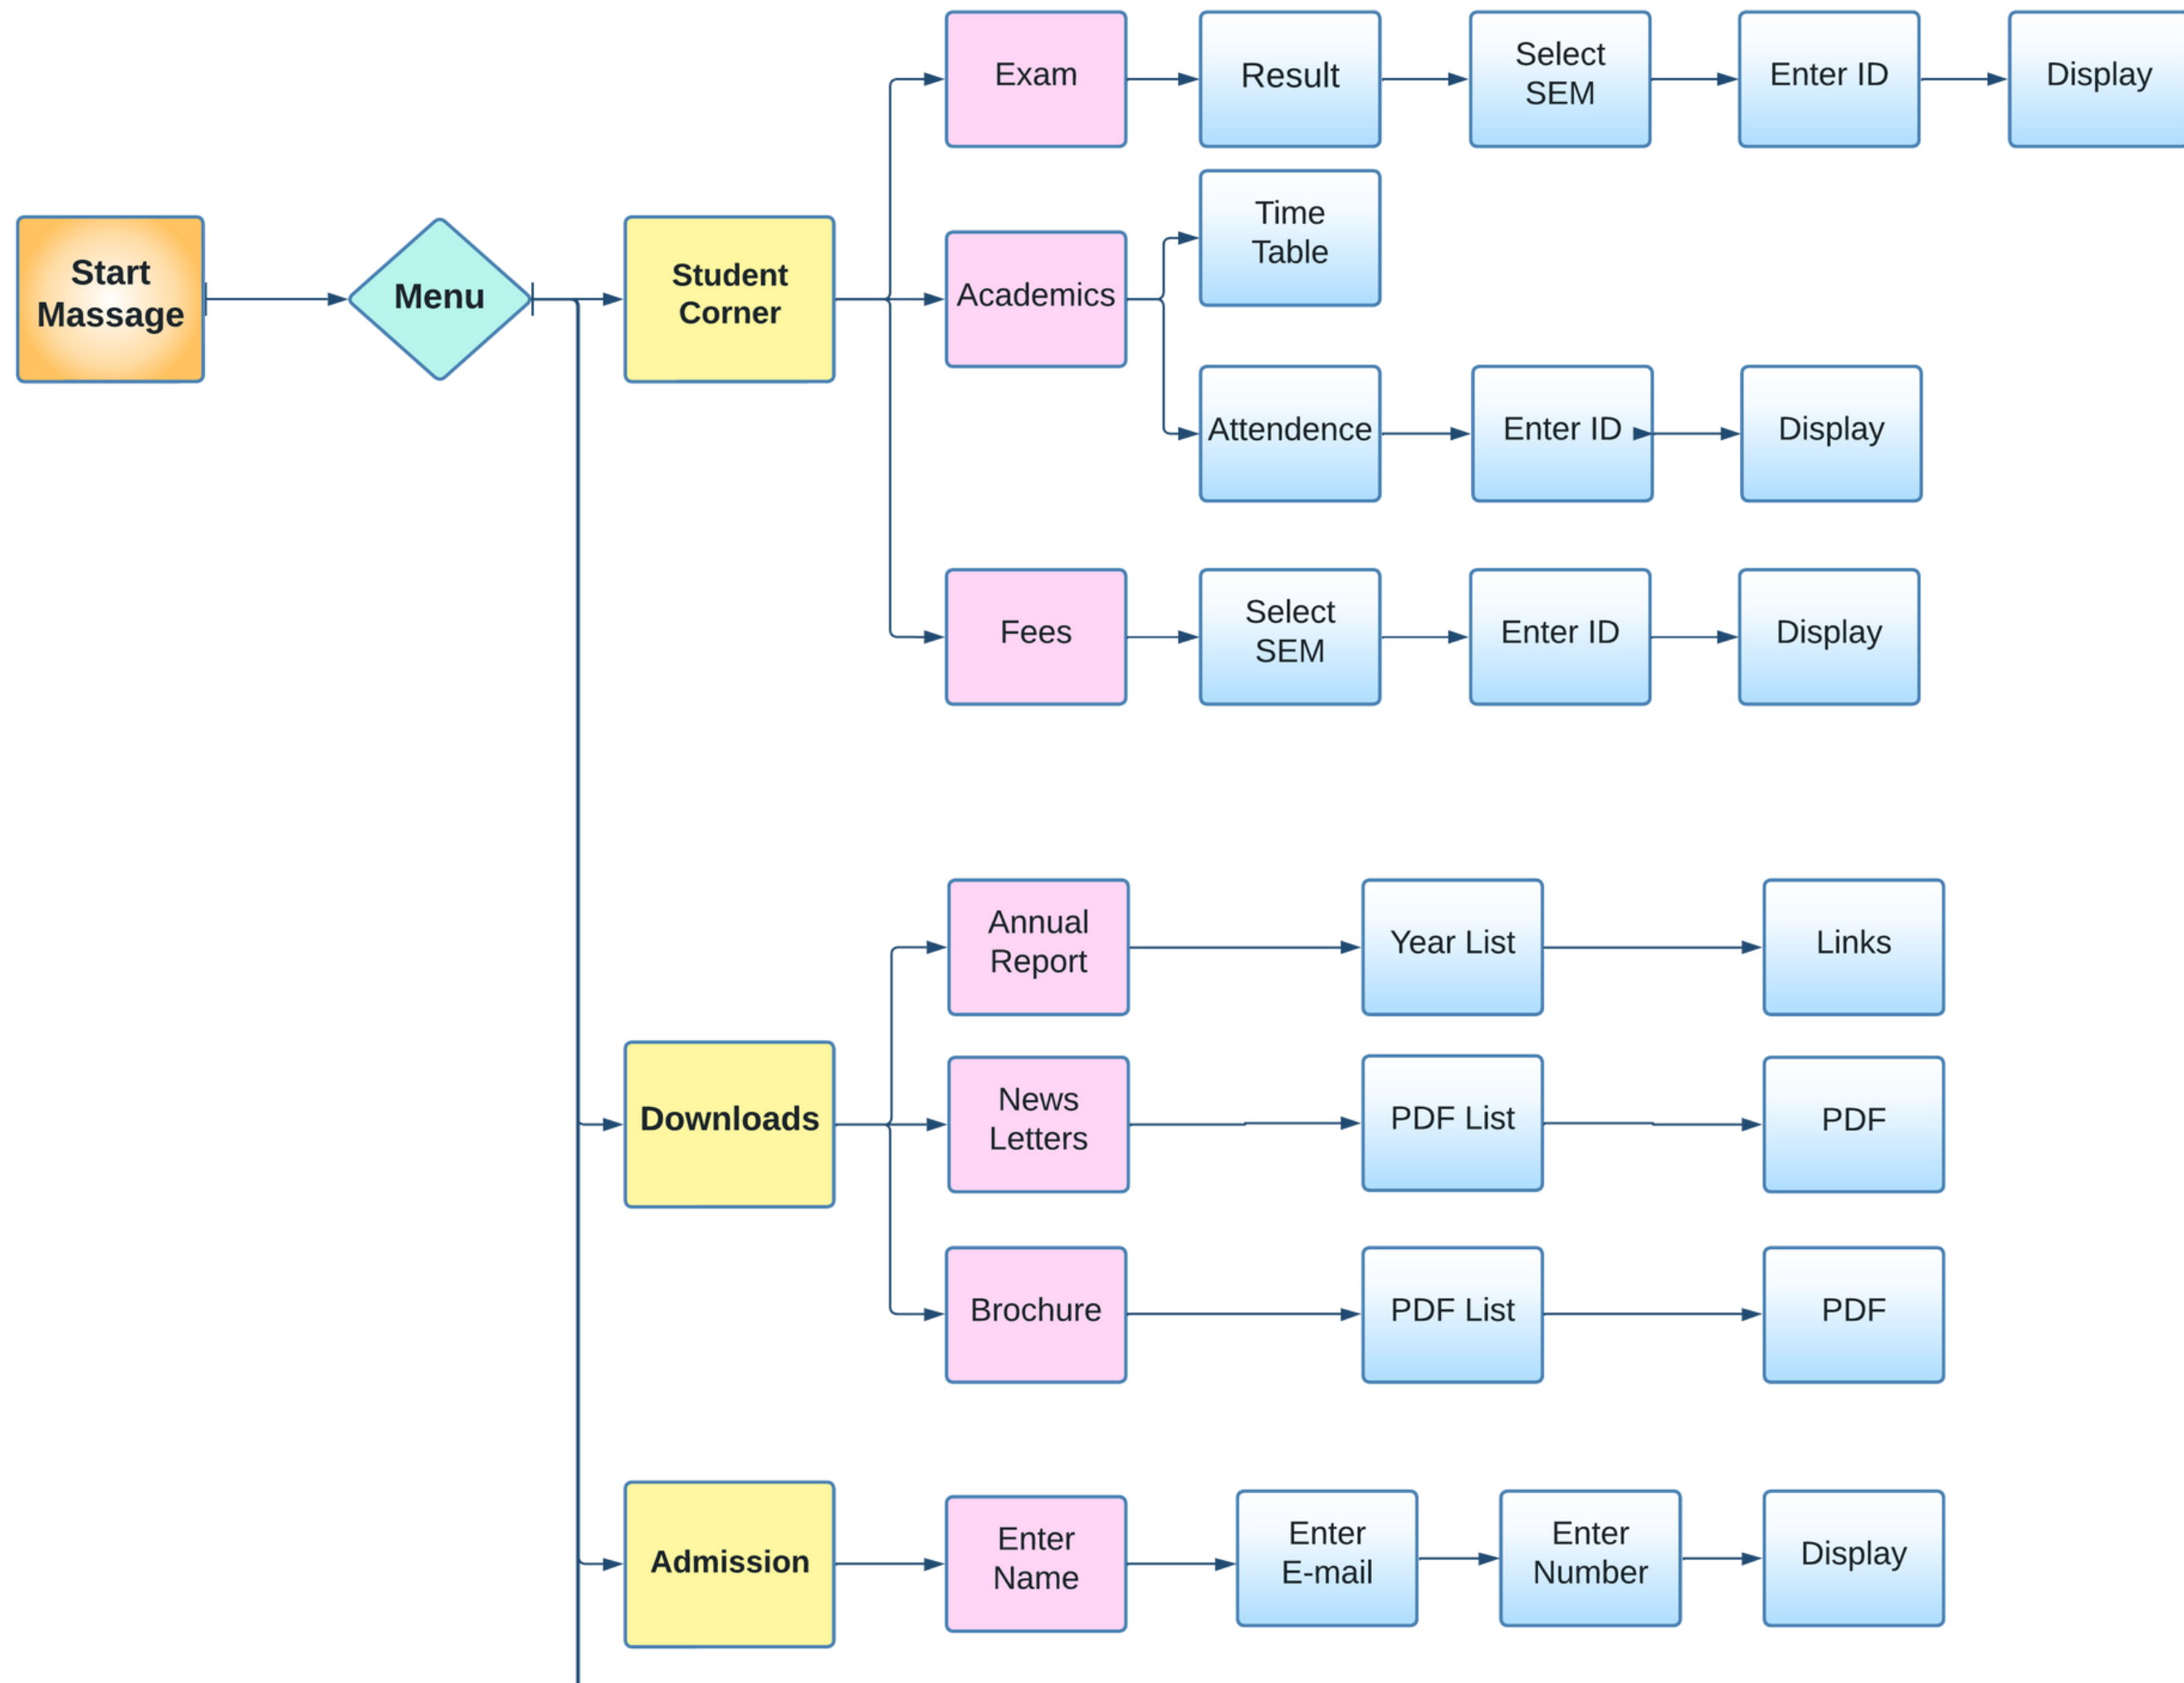 Exam
Result
Select
SEM
Enter ID
Display
Time
Table
Start
Massage
Menu
Student
Corner
Academics
Attendence
Enter ID
Display
Fees
Select
SEM
Enter ID
Display
Annual
Report
Year List
Links
Downloads
News
Letters
PDF List
PDF
Brochure
PDF List
PDF
Admission
Enter
Name
Enter
E-mail
Enter
Number
Display